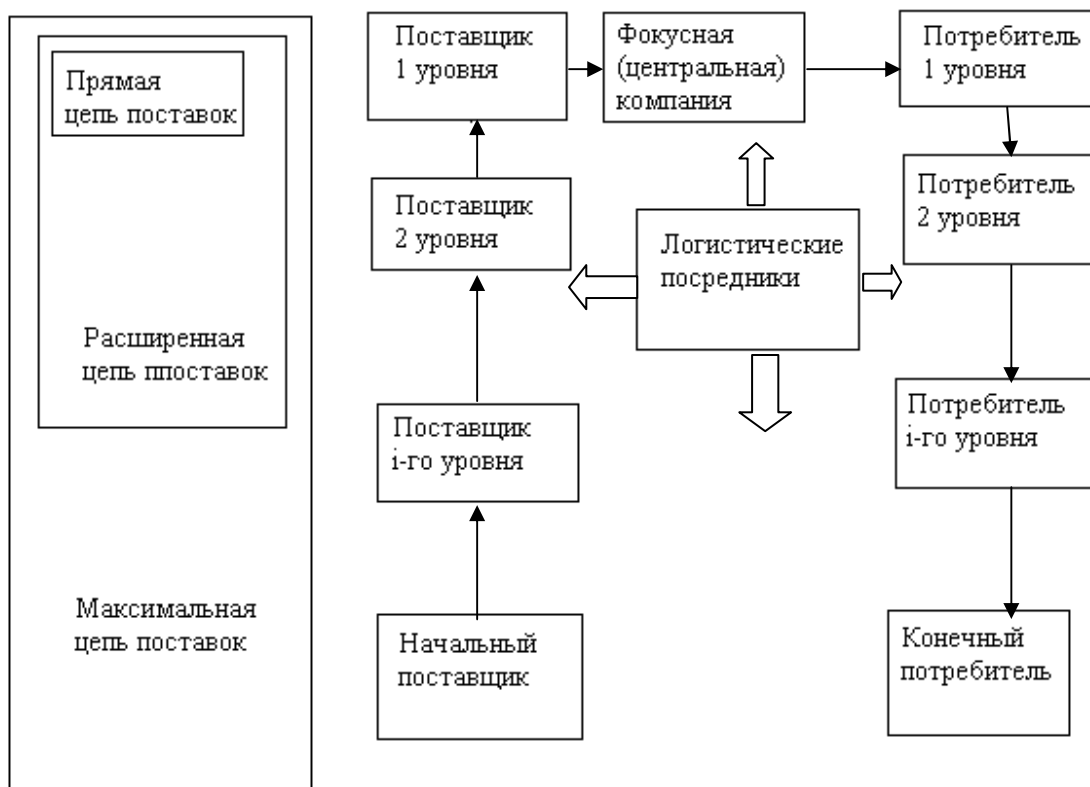 Прямая
цепь поставок
Расширенная
цепь ппоставок
Максимальная
цепь поставок
Поставщик
1 уровня
Фокусная
(центральная)
компания
Потребитель
1 уровня
Поставщик
2 уровня
Логистические
посредники
Потребитель
2 уровня
Поставщик
i-го уровня
Потребитель
i-го уровня
Начальный
поставщик
Конечный
потребитель